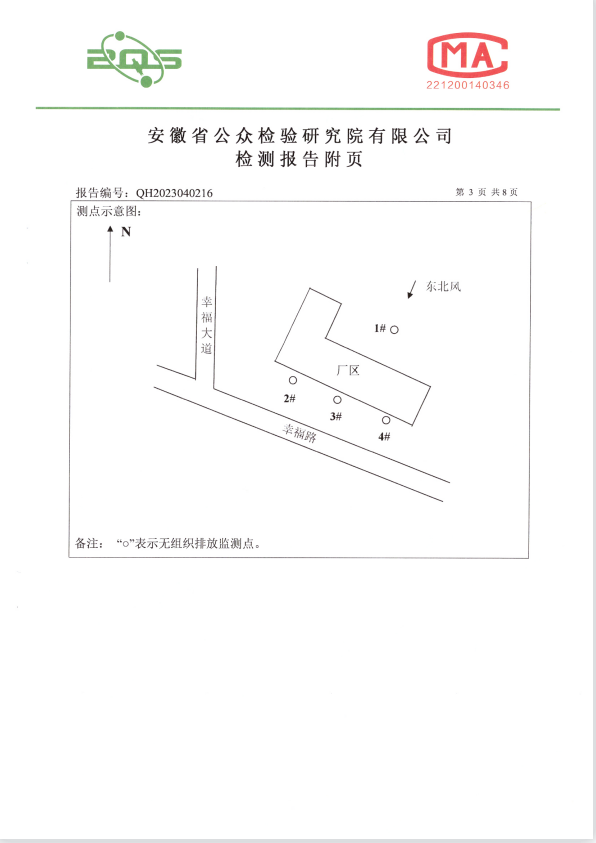 PQS
CMA
221200140346
安徽省公众检验研究院有限公司
检测报告附页
报告编号：QH2023040216
第 3 页 共 8 页
测点示意图：
N
东北风
幸福大道
1#
厂区
2#
3#
4#
幸福路
备注： “○”表示无组织排放监测点。